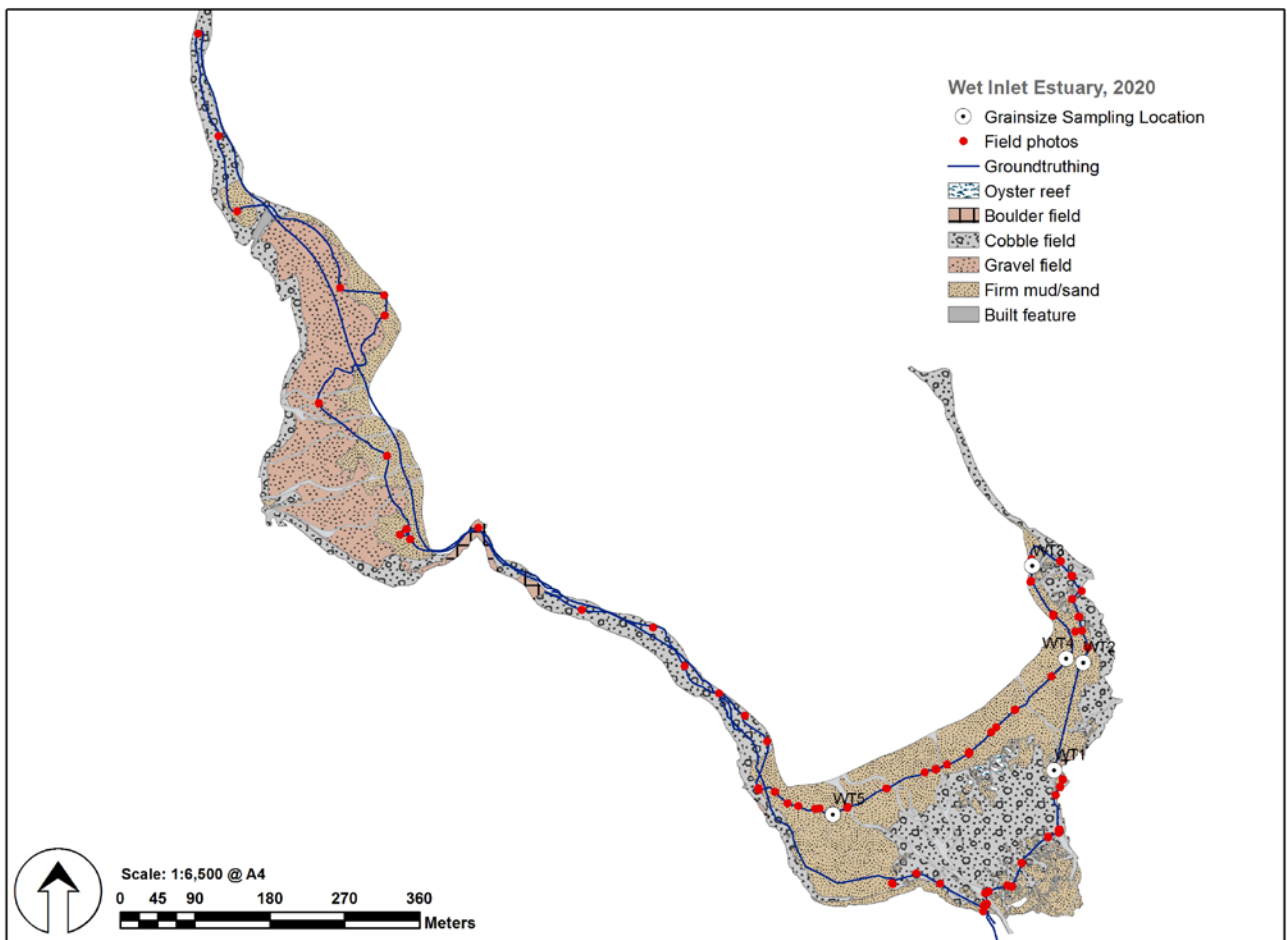 Wet Inlet Estuary, 2020
Grainsize Sampling Location
Field photos
Groundtruthing
Oyster reef
Boulder field
Cobble field
Gravel field
Firm mud/sand
Built feature
WT3
WT4
WT2
WT1
WT5
Scale: 1:6,500 @ A4
0 45 90 180 270 360
Meters